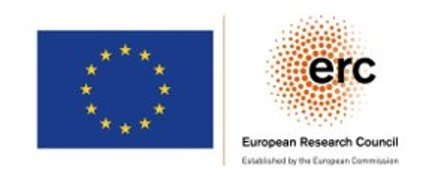 erc
European Research Council
Established by the European Commission